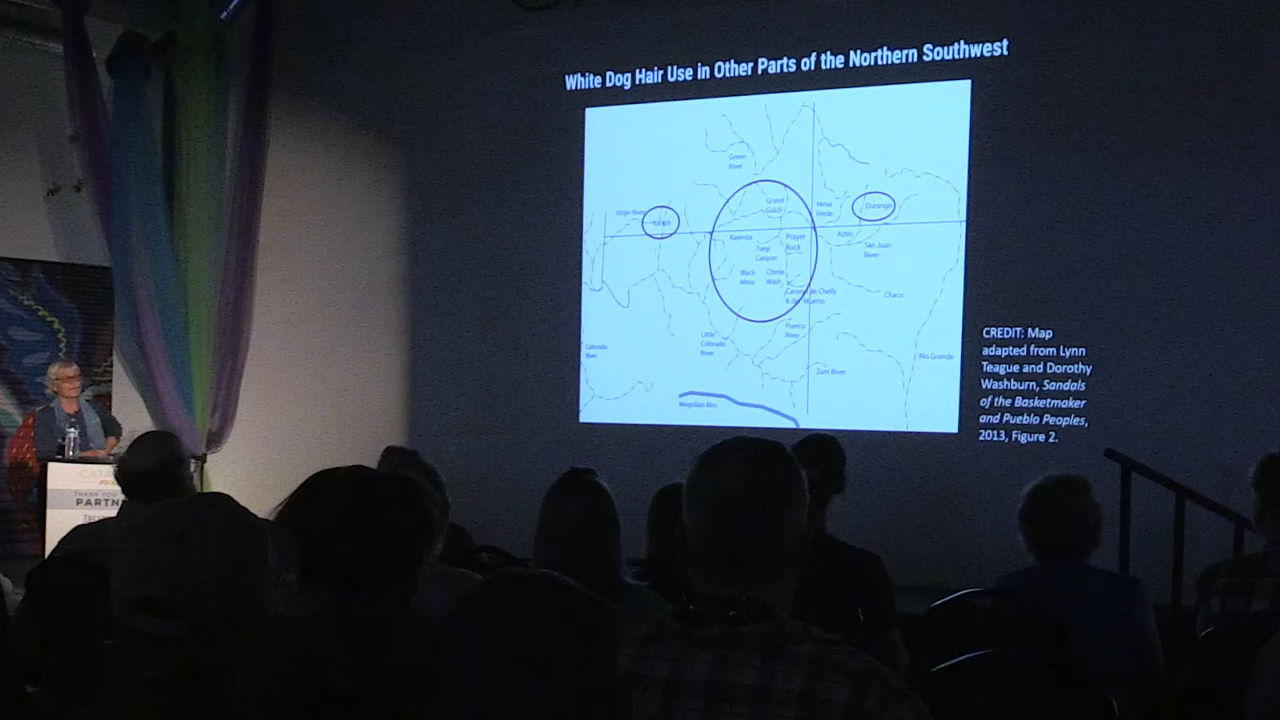 White Dog Hair Use in Other Parts of the Northern Southwest
Green
River
Virgin River
Grand
Gulch
Mesa
Verde
Durango
Kayenta
Prayer
Rock
Aztec
San Juan
River
Tsegi
Canyon
Black
Mesa
Chinle
Wash
Canyon de Chelly
& del Muerto
Chaco
Puerco
River
Little
Colorado
River
Colorado
River
Rio Grande
Zuni River
Mogollon Rim
CREDIT: Map
adapted from Lynn
Teague and Dorothy
Washburn, Sandals
of the Basketmaker
and Pueblo Peoples,
2013, Figure 2.
THANK YOU
PARTN